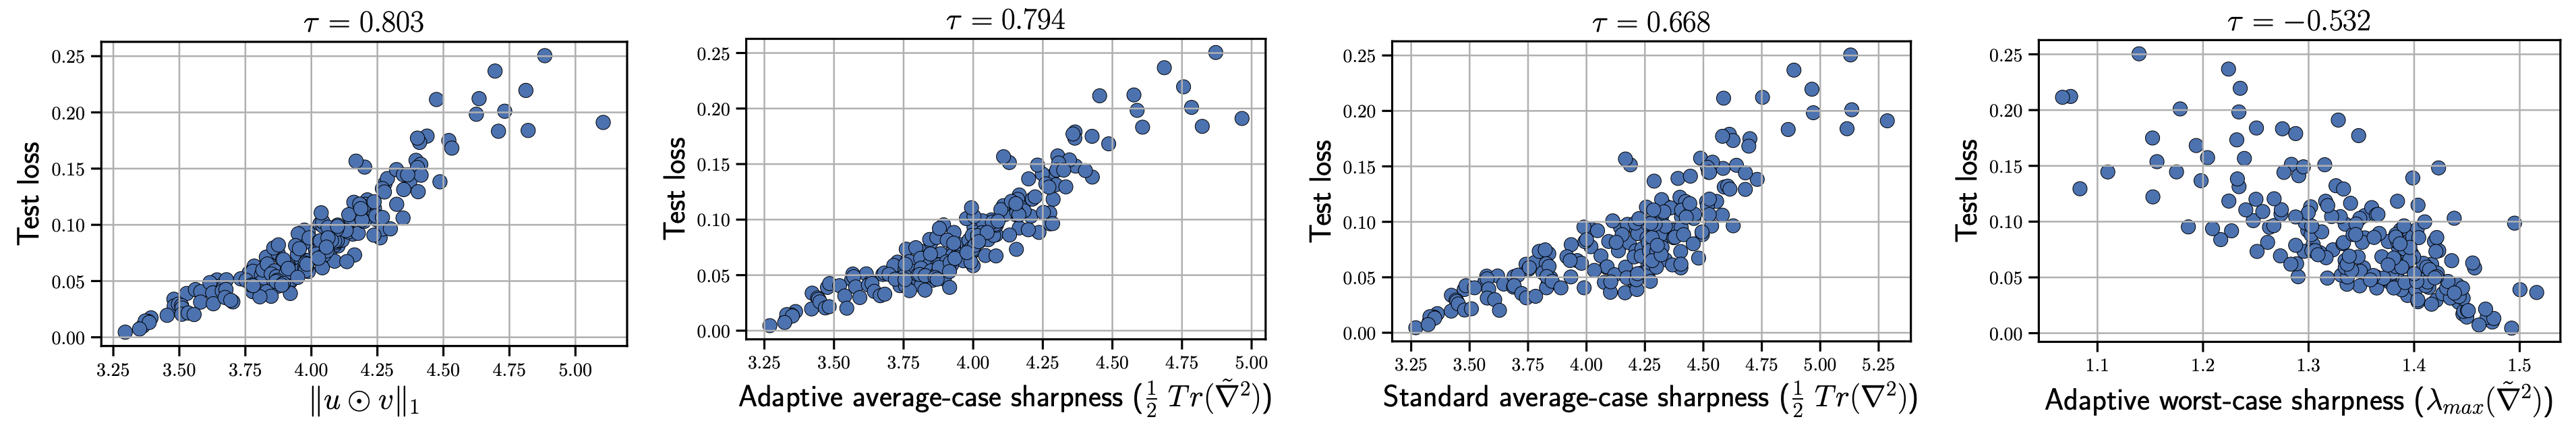 τ = 0.803
Test loss
0.25
0.20
0.15
0.10
0.05
0.00
3.25 3.50 3.75 4.00 4.25 4.50 4.75 5.00
∥u ⊙ v∥₁
τ = 0.794
Test loss
0.25
0.20
0.15
0.10
0.05
0.00
3.25 3.50 3.75 4.00 4.25 4.50 4.75 5.00
Adaptive average-case sharpness (½ Tr(∇̃²))
τ = 0.668
Test loss
0.25
0.20
0.15
0.10
0.05
0.00
3.25 3.50 3.75 4.00 4.25 4.50 4.75 5.00 5.25
Standard average-case sharpness (½ Tr(∇²))
τ = −0.532
Test loss
0.25
0.20
0.15
0.10
0.05
0.00
1.1 1.2 1.3 1.4 1.5
Adaptive worst-case sharpness (λmax(∇̃²))